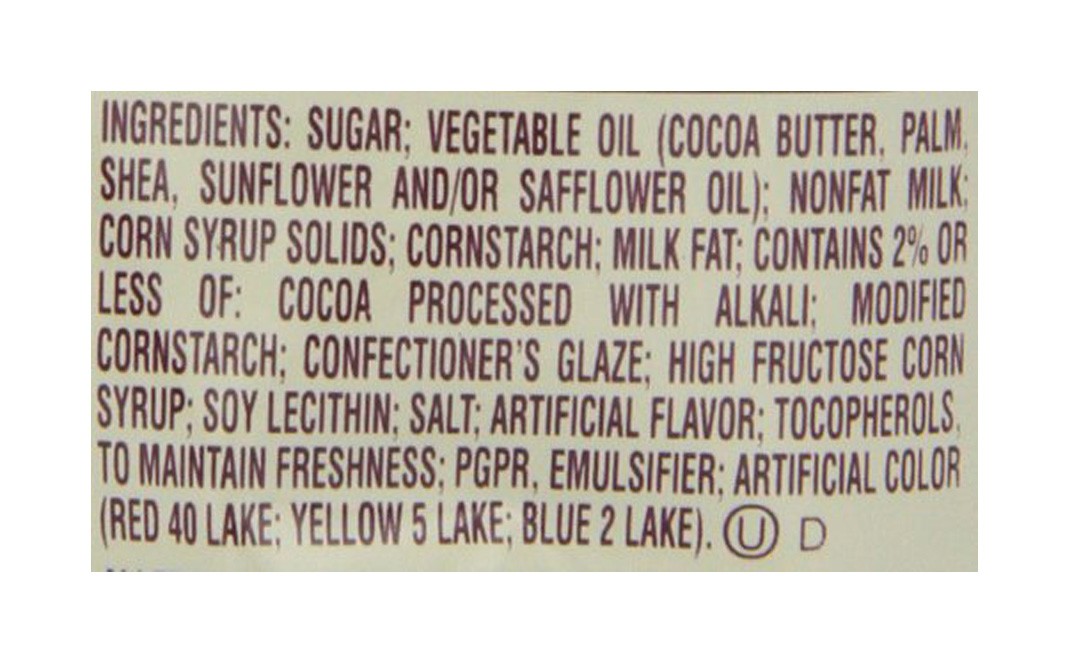 INGREDIENTS: SUGAR; VEGETABLE OIL (COCOA BUTTER, PALM,
SHEA, SUNFLOWER AND/OR SAFFLOWER OIL); NONFAT MILK;
CORN SYRUP SOLIDS; CORNSTARCH; MILK FAT; CONTAINS 2% OR
LESS OF: COCOA PROCESSED WITH ALKALI; MODIFIED
CORNSTARCH; CONFECTIONER'S GLAZE; HIGH FRUCTOSE CORN
SYRUP; SOY LECITHIN; SALT; ARTIFICIAL FLAVOR; TOCOPHEROLS,
TO MAINTAIN FRESHNESS; PGPR, EMULSIFIER; ARTIFICIAL COLOR
(RED 40 LAKE; YELLOW 5 LAKE; BLUE 2 LAKE). Ⓤ D